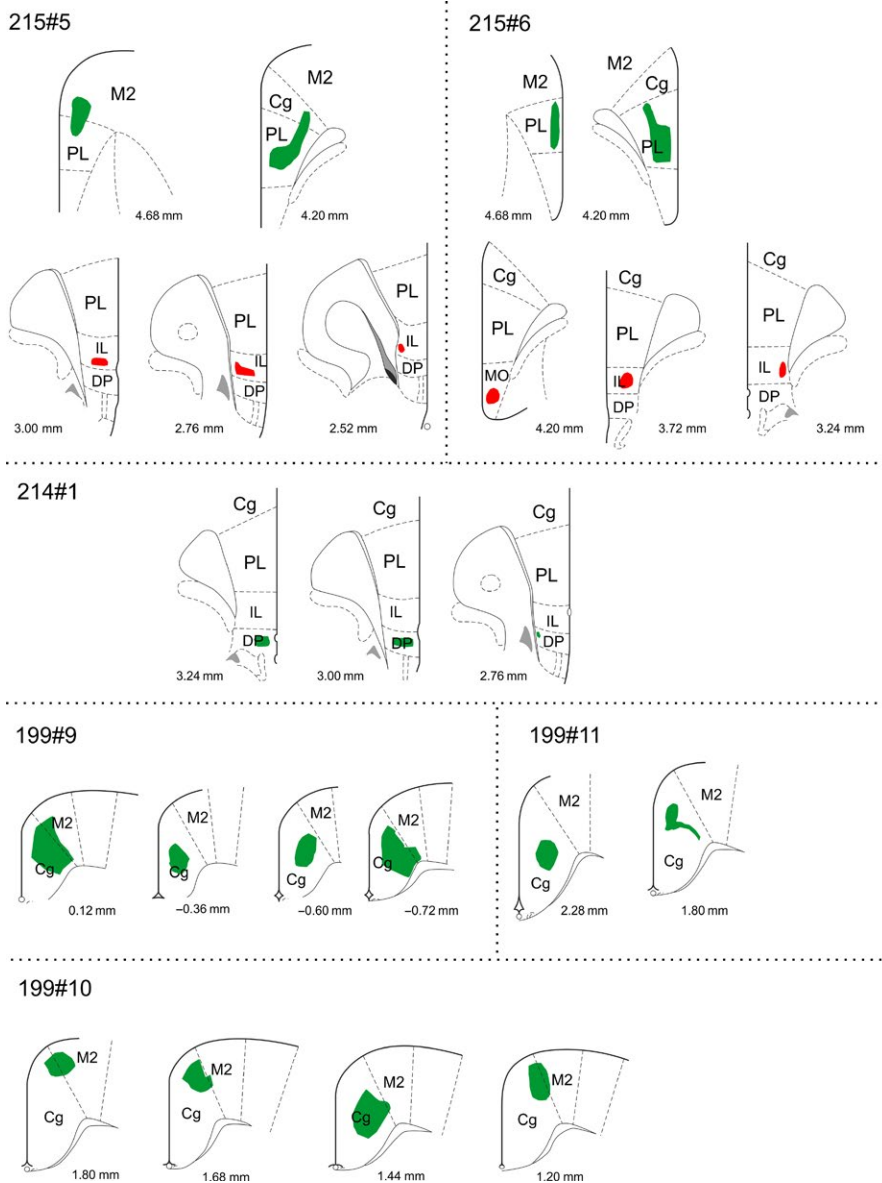 215#5
M2
PL
4.68 mm
M2
Cg
PL
4.20 mm
PL
IL
DP
3.00 mm
PL
IL
DP
2.76 mm
PL
IL
DP
2.52 mm
215#6
M2
PL
4.68 mm
M2
Cg
PL
4.20 mm
Cg
PL
MO
4.20 mm
Cg
PL
IL
DP
3.72 mm
Cg
PL
IL
DP
3.24 mm
214#1
Cg
PL
IL
DP
3.24 mm
Cg
PL
IL
DP
3.00 mm
Cg
PL
IL
DP
2.76 mm
199#9
M2
Cg
0.12 mm
M2
Cg
−0.36 mm
M2
Cg
−0.60 mm
M2
Cg
−0.72 mm
199#11
M2
Cg
2.28 mm
M2
Cg
1.80 mm
199#10
M2
Cg
1.80 mm
M2
Cg
1.68 mm
M2
Cg
1.44 mm
M2
Cg
1.20 mm